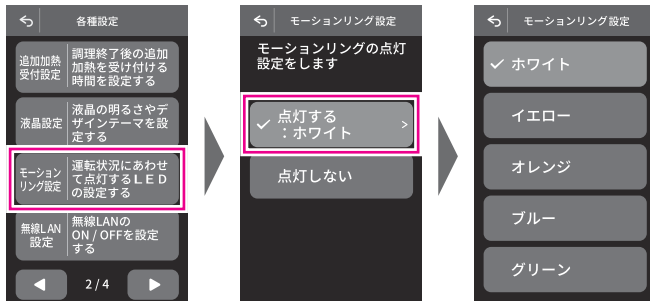 各種設定
追加加熱
受付設定
調理終了後の追加
加熱を受け付ける
時間を設定する
液晶設定
液晶の明るさやデ
ザインテーマを設
定する
モーション
リング設定
運転状況にあわせ
て点灯するLED
の設定する
無線LAN
設定
無線LANの
ON / OFFを設定
する
2 / 4
モーションリング設定
モーションリングの点灯
設定をします
点灯する
：ホワイト
点灯しない
モーションリング設定
ホワイト
イエロー
オレンジ
ブルー
グリーン